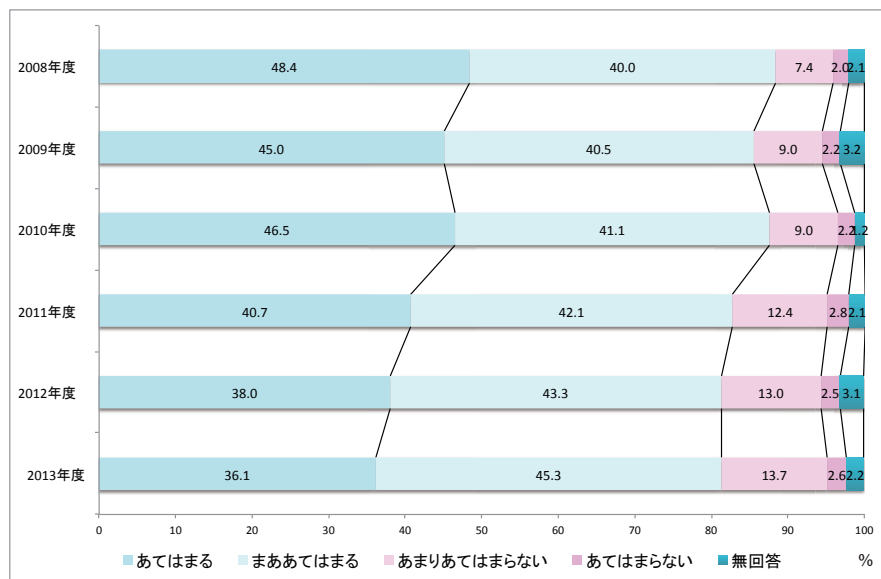 2008年度 48.4 40.0 7.4 2.0 2.1
2009年度 45.0 40.5 9.0 2.2 3.2
2010年度 46.5 41.1 9.0 2.2 1.2
2011年度 40.7 42.1 12.4 2.8 2.1
2012年度 38.0 43.3 13.0 2.5 3.1
2013年度 36.1 45.3 13.7 2.6 2.2
0 10 20 30 40 50 60 70 80 90 100
あてはまる まああてはまる あまりあてはまらない あてはまらない 無回答 %